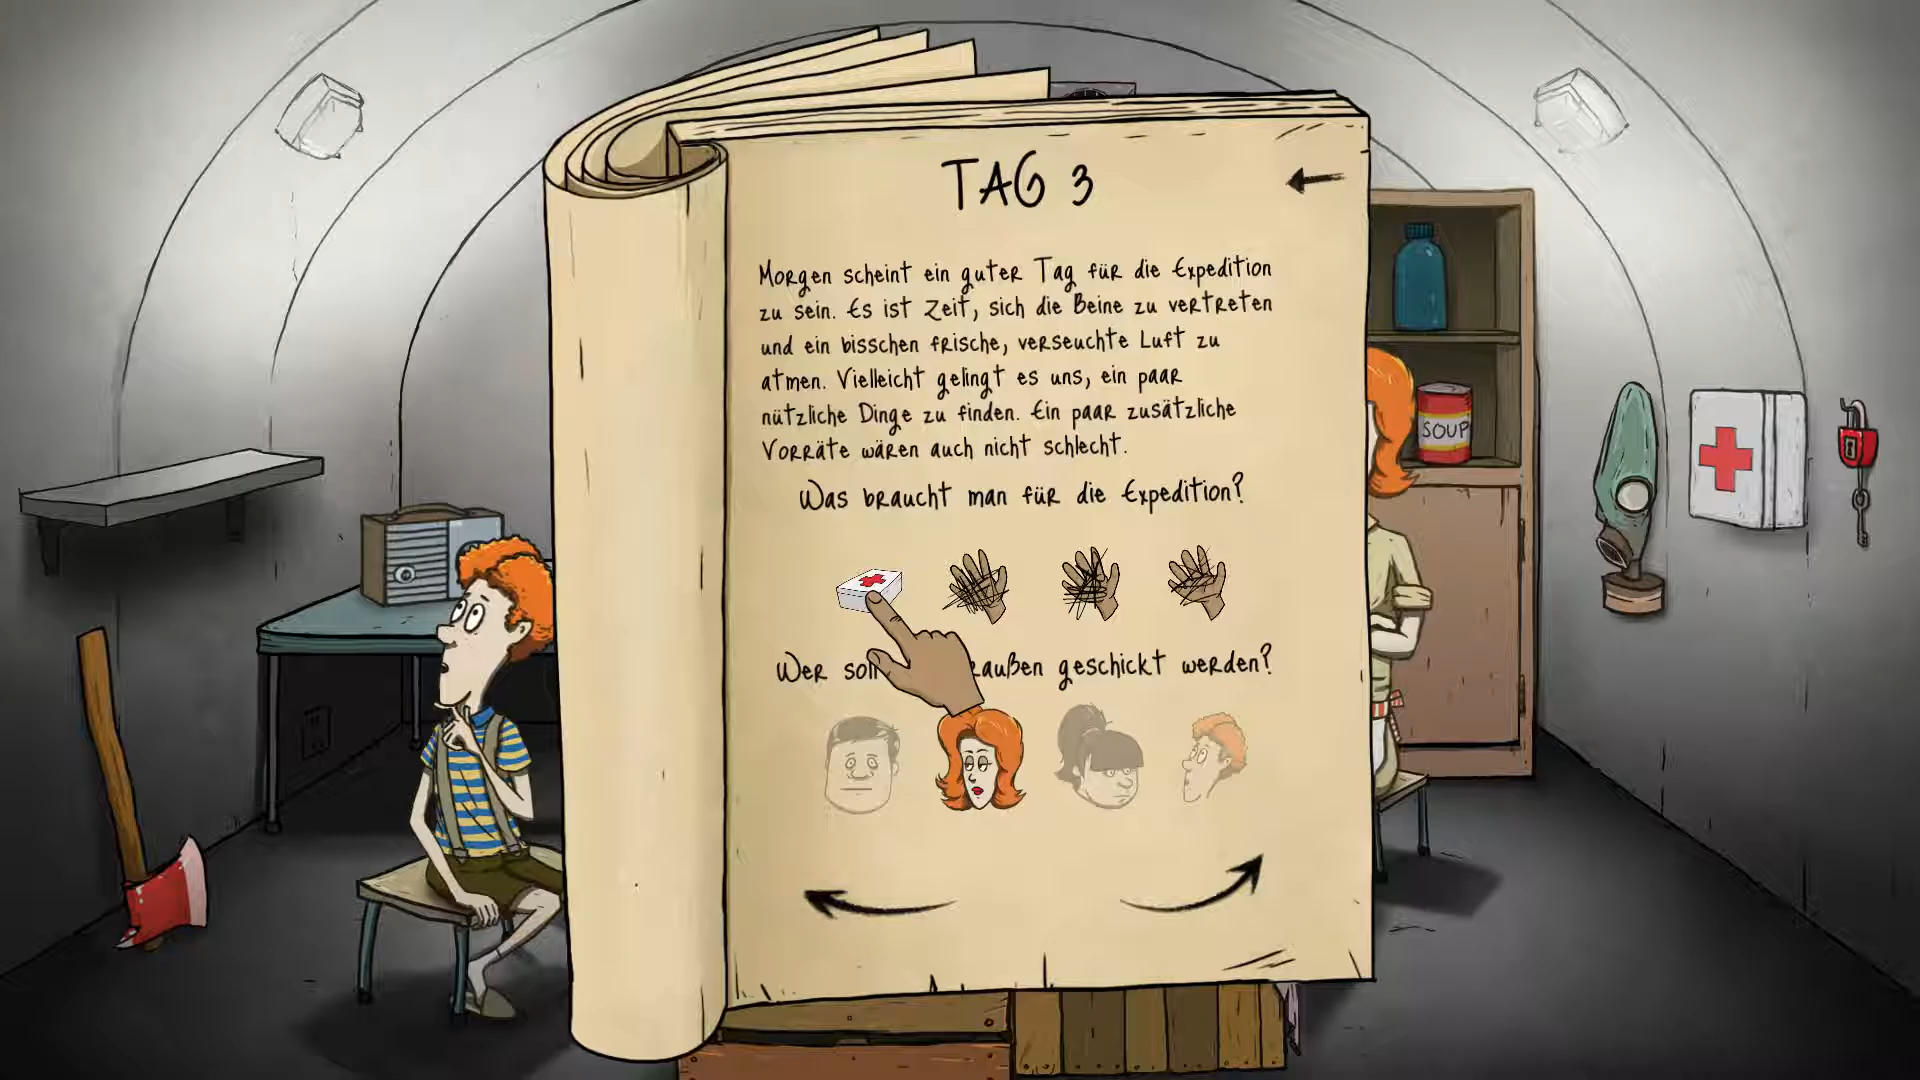 TAG 3
Morgen scheint ein guter Tag für die Expedition
zu sein. Es ist Zeit, sich die Beine zu vertreten
und ein bisschen frische, verseuchte Luft zu
atmen. Vielleicht gelingt es uns, ein paar
nützliche Dinge zu finden. Ein paar zusätzliche
Vorräte wären auch nicht schlecht.
SOUP
Was braucht man für die Expedition?
Wer geschickt werden?